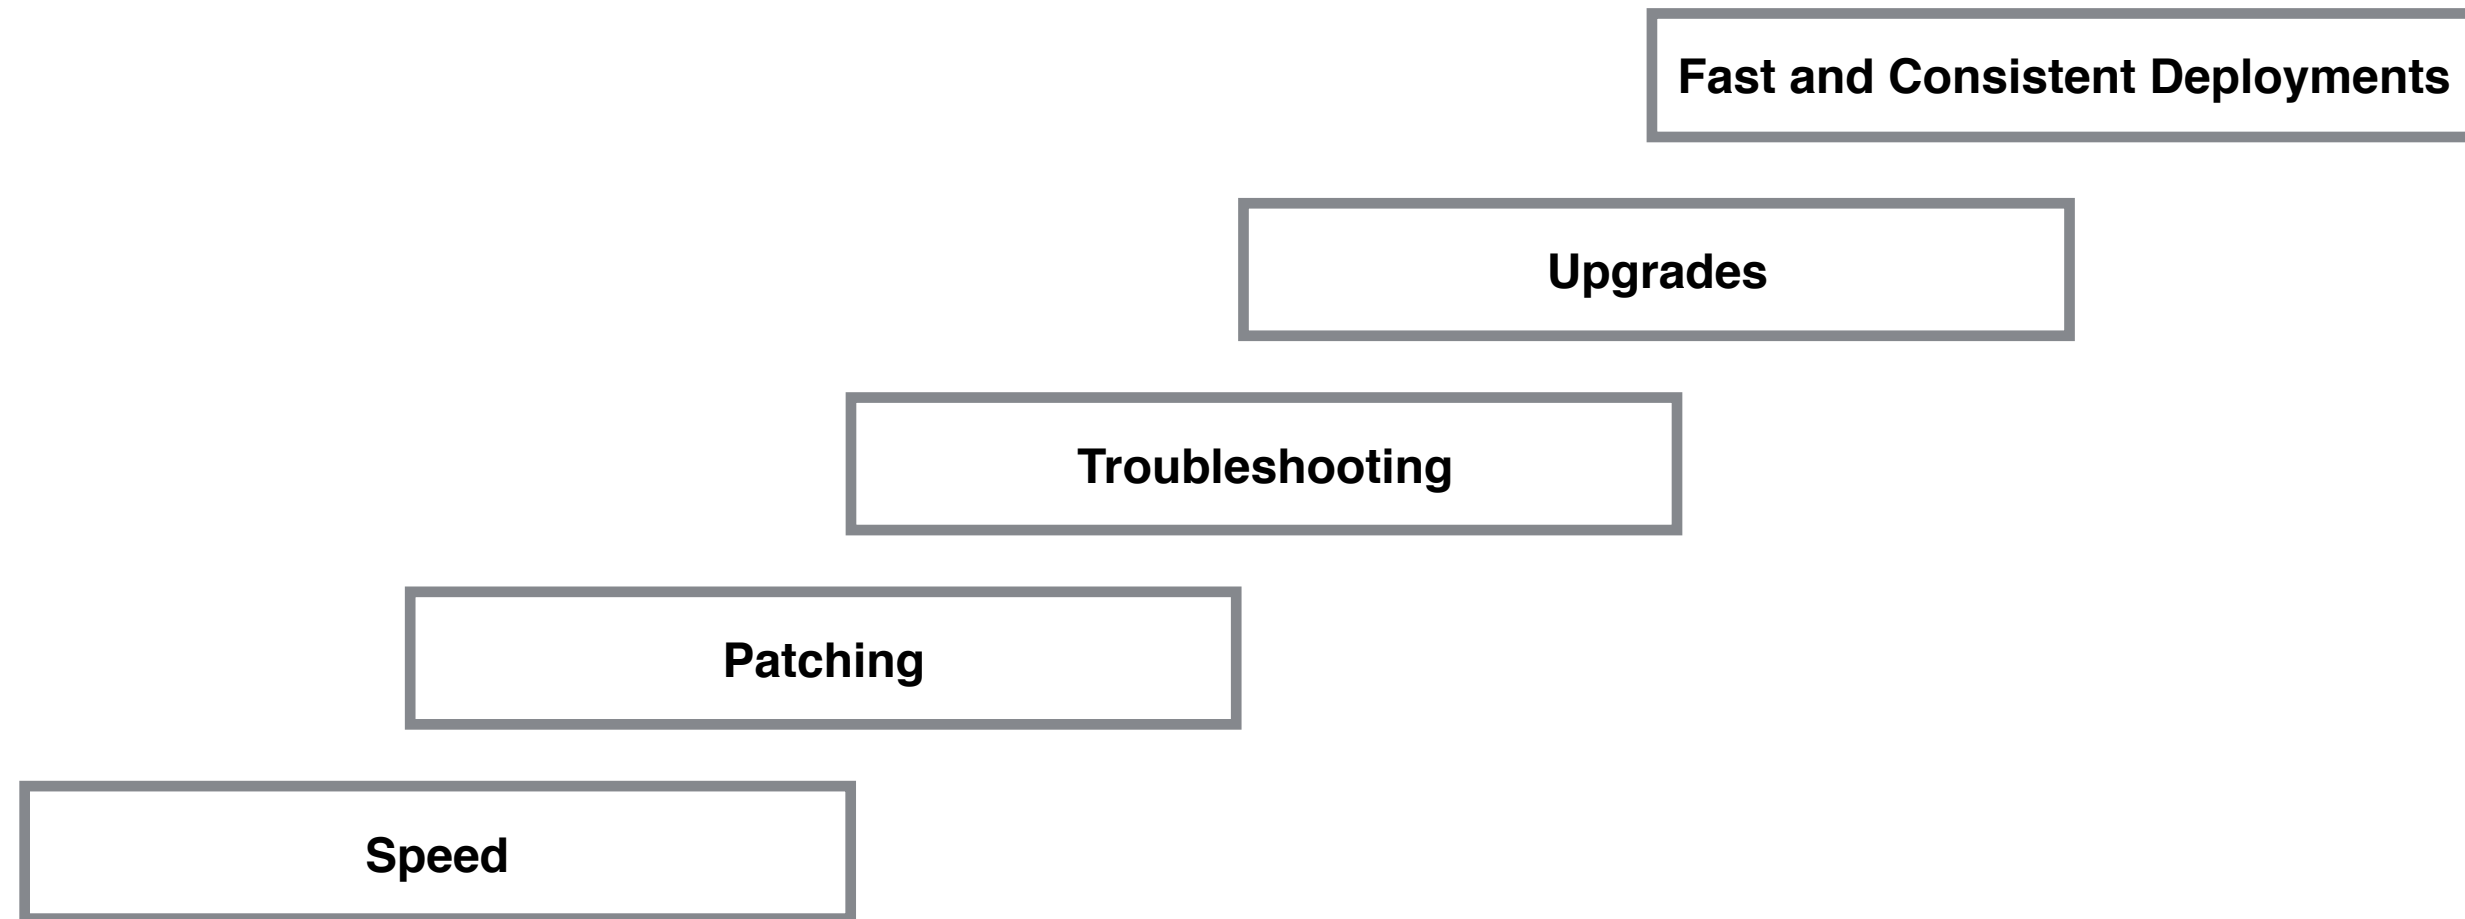 Fast and Consistent Deployments
Upgrades
Troubleshooting
Patching
Speed